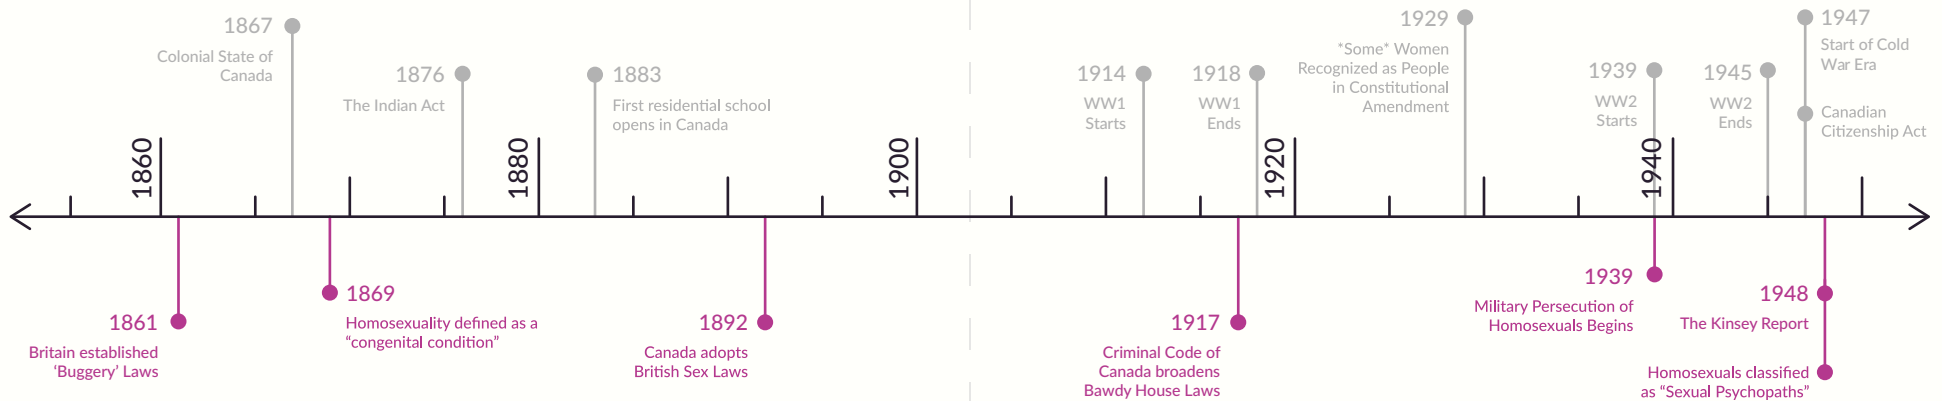 1867
Colonial State of
Canada
1876
The Indian Act
1883
First residential school
opens in Canada
1914
WW1
Starts
1918
WW1
Ends
1929
*Some* Women
Recognized as People
in Constitutional
Amendment
1939
WW2
Starts
1945
WW2
Ends
1947
Start of Cold
War Era
Canadian
Citizenship Act
1860
1880
1900
1920
1940
1861
Britain established
‘Buggery’ Laws
1869
Homosexuality defined as a
“congenital condition”
1892
Canada adopts
British Sex Laws
1917
Criminal Code of
Canada broadens
Bawdy House Laws
1939
Military Persecution of
Homosexuals Begins
1948
The Kinsey Report
Homosexuals classified
as “Sexual Psychopaths”